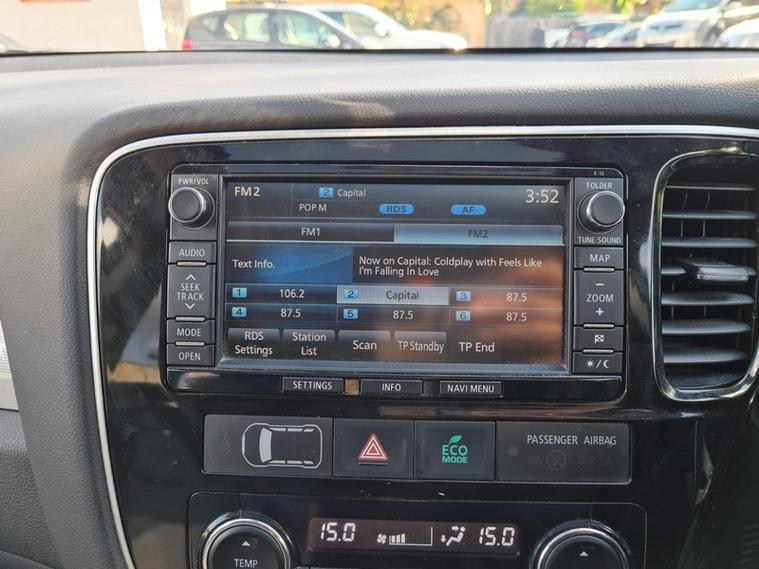 E-12
PWR/VOL
FOLDER
FM2 2 Capital 3:52
POP M RDS AF
FM1 FM2
TUNE SOUND
AUDIO
MAP
Text Info.
Now on Capital: Coldplay with Feels Like
I'm Falling In Love
SEEK
TRACK
− ZOOM +
1 106.2 2 Capital 3 87.5
4 87.5 5 87.5 6 87.5
MODE
OPEN
RDS Settings
Station List
Scan
TP Standby
TP End
SETTINGS INFO NAVI MENU
PASSENGER AIRBAG
ON OFF
ECO
MODE
15.0 15.0
TEMP